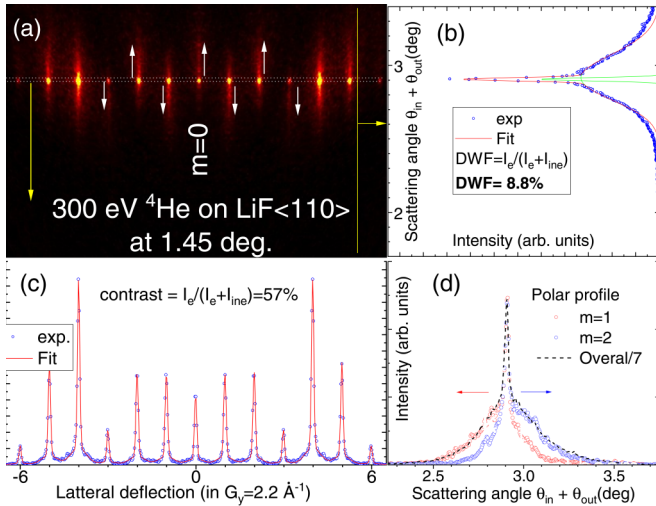 (a)
m=0
300 eV ⁴He on LiF<110>
at 1.45 deg.
(b)
Scattering angle θin + θout(deg)
3
2
exp
Fit
DWF=Ie/(Ie+Iine)
DWF= 8.8%
Intensity (arb. units)
(c)
contrast = Ie/(Ie+Iine)=57%
exp.
Fit
-6 0 6
Latteral deflection (in Gy=2.2 Å⁻¹)
(d)
Intensity (arb. units)
Polar profile
m=1
m=2
Overal/7
2.5 3.0 3.5
Scattering angle θin + θout(deg)